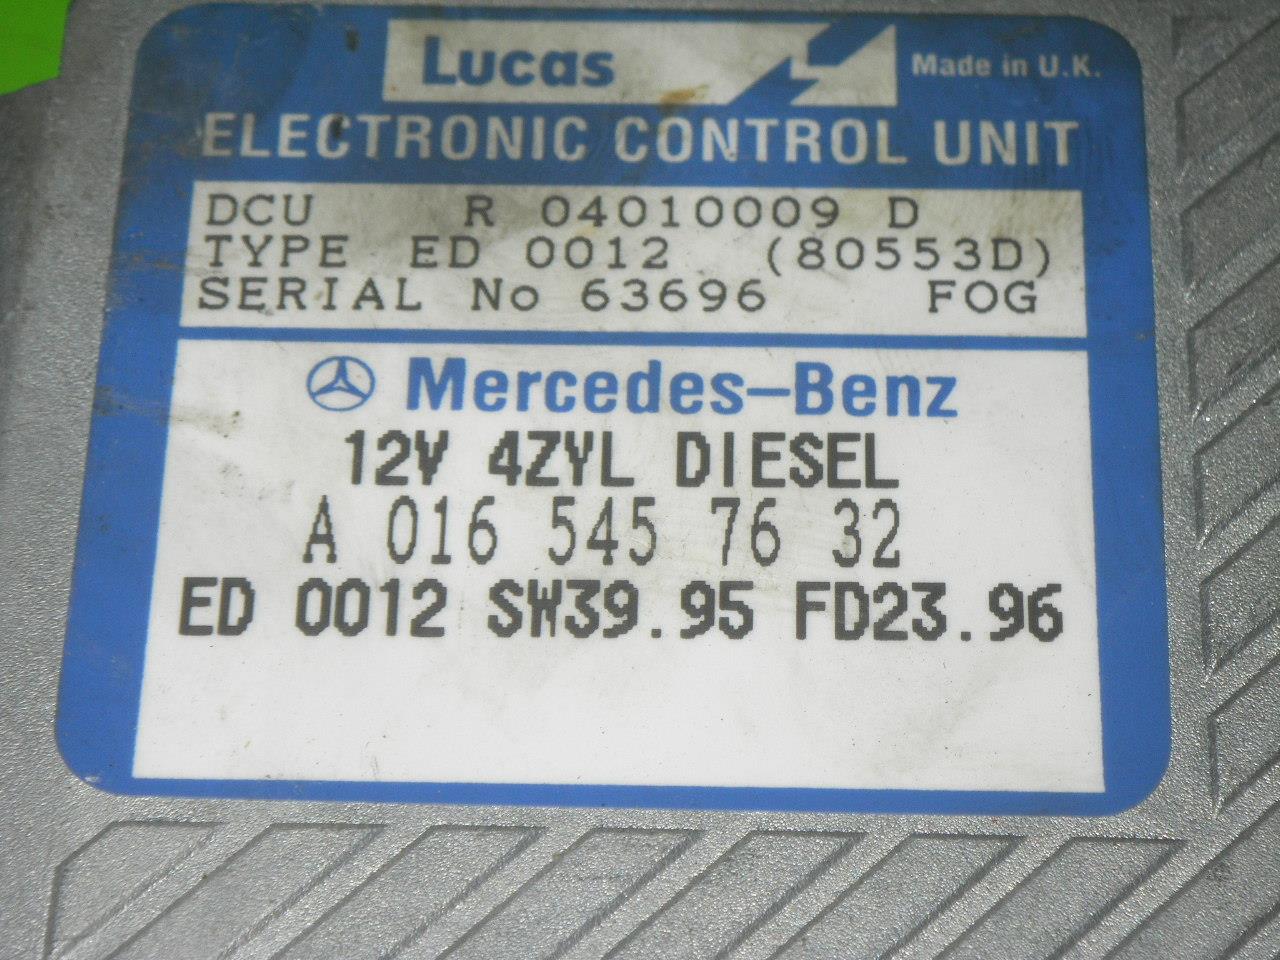 Lucas
Made in U.K.
ELECTRONIC CONTROL UNIT
DCU R 04010009 D
TYPE ED 0012 (80553D)
SERIAL No 63696 FOG
Mercedes-Benz
12V 4ZYL DIESEL
A 016 545 76 32
ED 0012 SW39.95 FD23.96